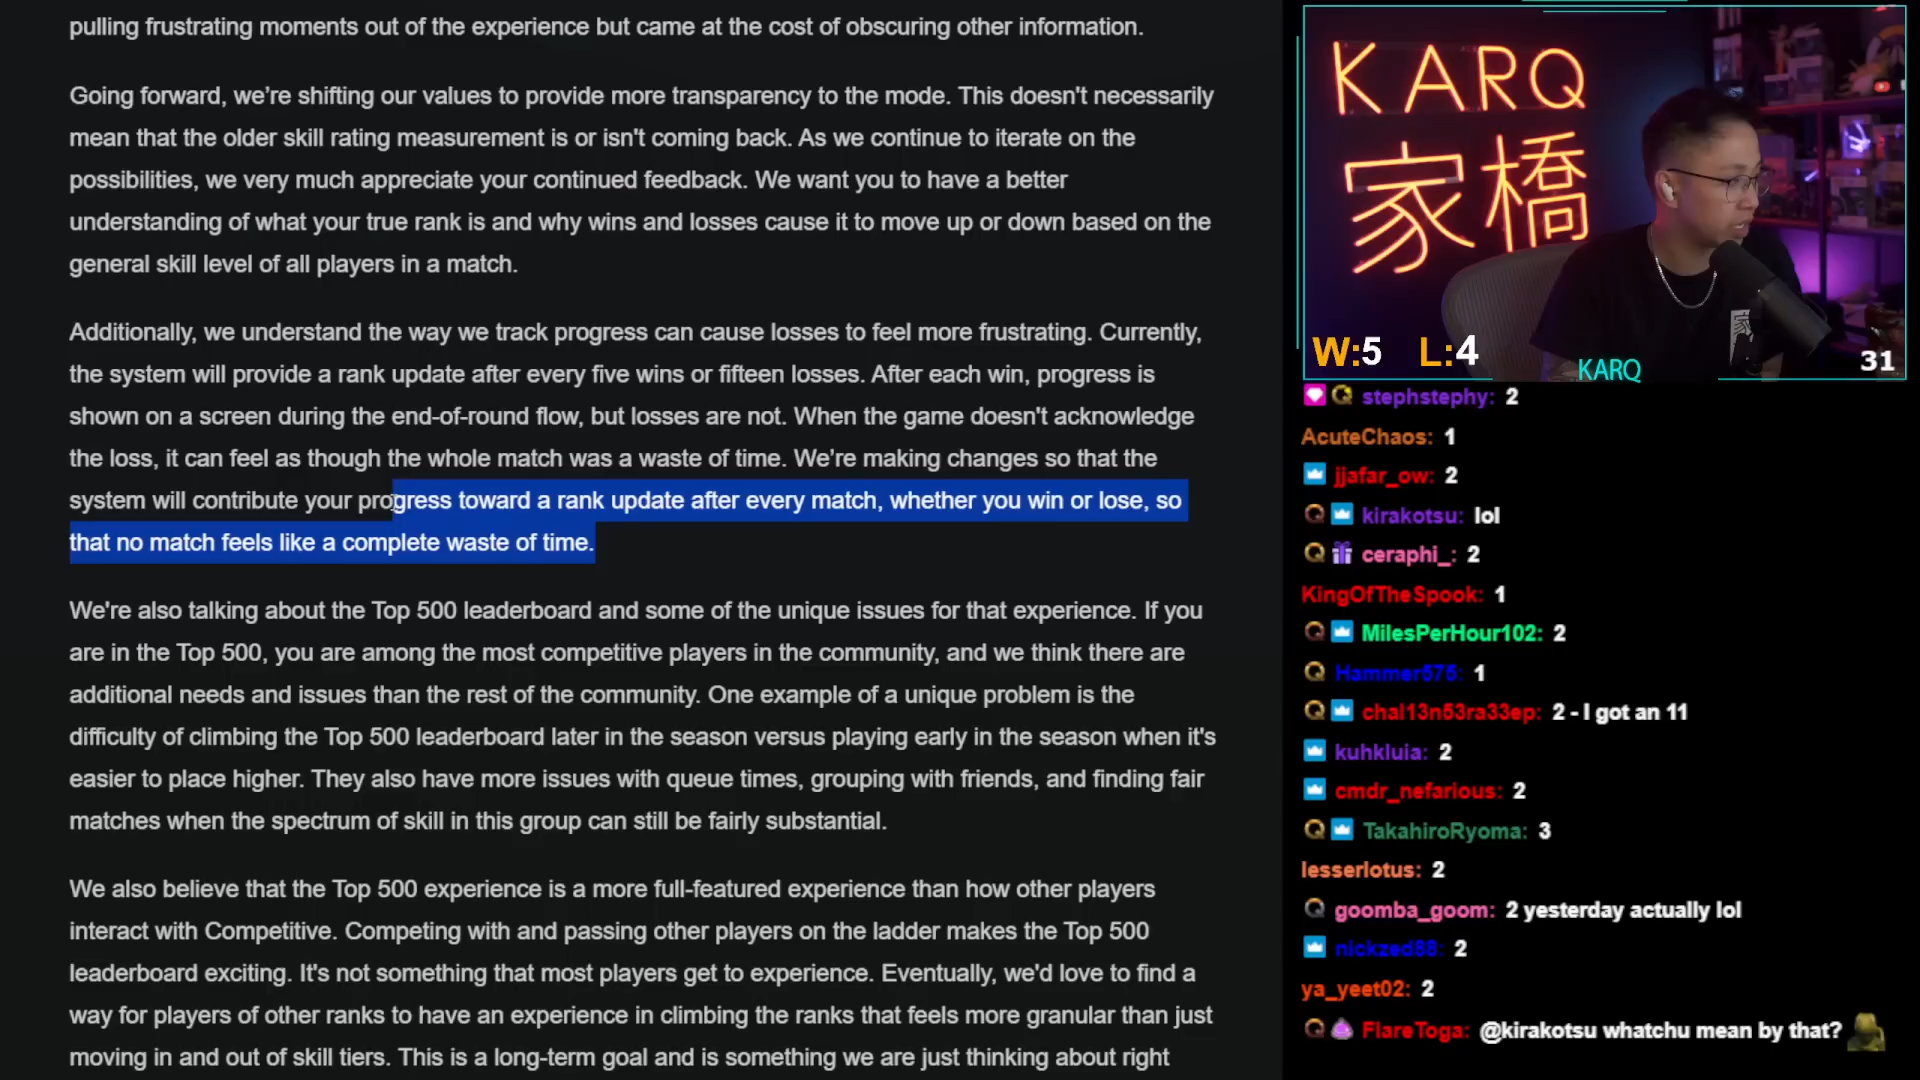 pulling frustrating moments out of the experience but came at the cost of obscuring other information.
Going forward, we’re shifting our values to provide more transparency to the mode. This doesn't necessarily
mean that the older skill rating measurement is or isn't coming back. As we continue to iterate on the
possibilities, we very much appreciate your continued feedback. We want you to have a better
understanding of what your true rank is and why wins and losses cause it to move up or down based on the
general skill level of all players in a match.
Additionally, we understand the way we track progress can cause losses to feel more frustrating. Currently,
the system will provide a rank update after every five wins or fifteen losses. After each win, progress is
shown on a screen during the end-of-round flow, but losses are not. When the game doesn't acknowledge
the loss, it can feel as though the whole match was a waste of time. We’re making changes so that the
system will contribute your progress toward a rank update after every match, whether you win or lose, so
that no match feels like a complete waste of time.
We're also talking about the Top 500 leaderboard and some of the unique issues for that experience. If you
are in the Top 500, you are among the most competitive players in the community, and we think there are
additional needs and issues than the rest of the community. One example of a unique problem is the
difficulty of climbing the Top 500 leaderboard later in the season versus playing early in the season when it's
easier to place higher. They also have more issues with queue times, grouping with friends, and finding fair
matches when the spectrum of skill in this group can still be fairly substantial.
We also believe that the Top 500 experience is a more full-featured experience than how other players
interact with Competitive. Competing with and passing other players on the ladder makes the Top 500
leaderboard exciting. It's not something that most players get to experience. Eventually, we'd love to find a
way for players of other ranks to have an experience in climbing the ranks that feels more granular than just
moving in and out of skill tiers. This is a long-term goal and is something we are just thinking about right
KARQ
家橋
W:5 L:4
KARQ
31
stephstephy: 2
AcuteChaos: 1
jjafar_ow: 2
kirakotsu: lol
ceraphi_: 2
KingOfTheSpook: 1
MilesPerHour102: 2
Hammer575: 1
chal13n53ra33ep: 2 - I got an 11
kuhkluia: 2
cmdr_nefarious: 2
TakahiroRyoma: 3
lesserlotus: 2
goomba_goom: 2 yesterday actually lol
nickzed88: 2
ya_yeet02: 2
FlareToga: @kirakotsu whatchu mean by that?